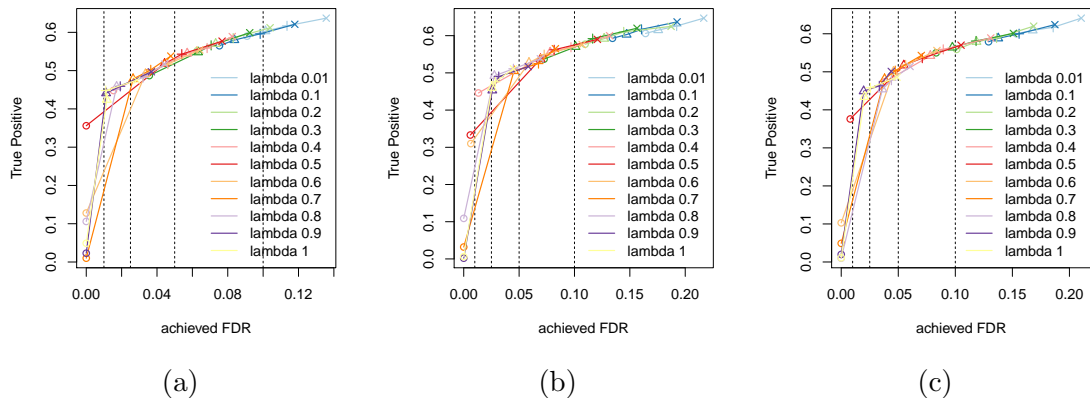 True Positive
0.0 0.1 0.2 0.3 0.4 0.5 0.6
lambda 0.01
lambda 0.1
lambda 0.2
lambda 0.3
lambda 0.4
lambda 0.5
lambda 0.6
lambda 0.7
lambda 0.8
lambda 0.9
lambda 1
0.00 0.04 0.08 0.12
achieved FDR
(a)
True Positive
0.0 0.1 0.2 0.3 0.4 0.5 0.6
lambda 0.01
lambda 0.1
lambda 0.2
lambda 0.3
lambda 0.4
lambda 0.5
lambda 0.6
lambda 0.7
lambda 0.8
lambda 0.9
lambda 1
0.00 0.05 0.10 0.15 0.20
achieved FDR
(b)
True Positive
0.0 0.1 0.2 0.3 0.4 0.5 0.6
lambda 0.01
lambda 0.1
lambda 0.2
lambda 0.3
lambda 0.4
lambda 0.5
lambda 0.6
lambda 0.7
lambda 0.8
lambda 0.9
lambda 1
0.00 0.05 0.10 0.15 0.20
achieved FDR
(c)